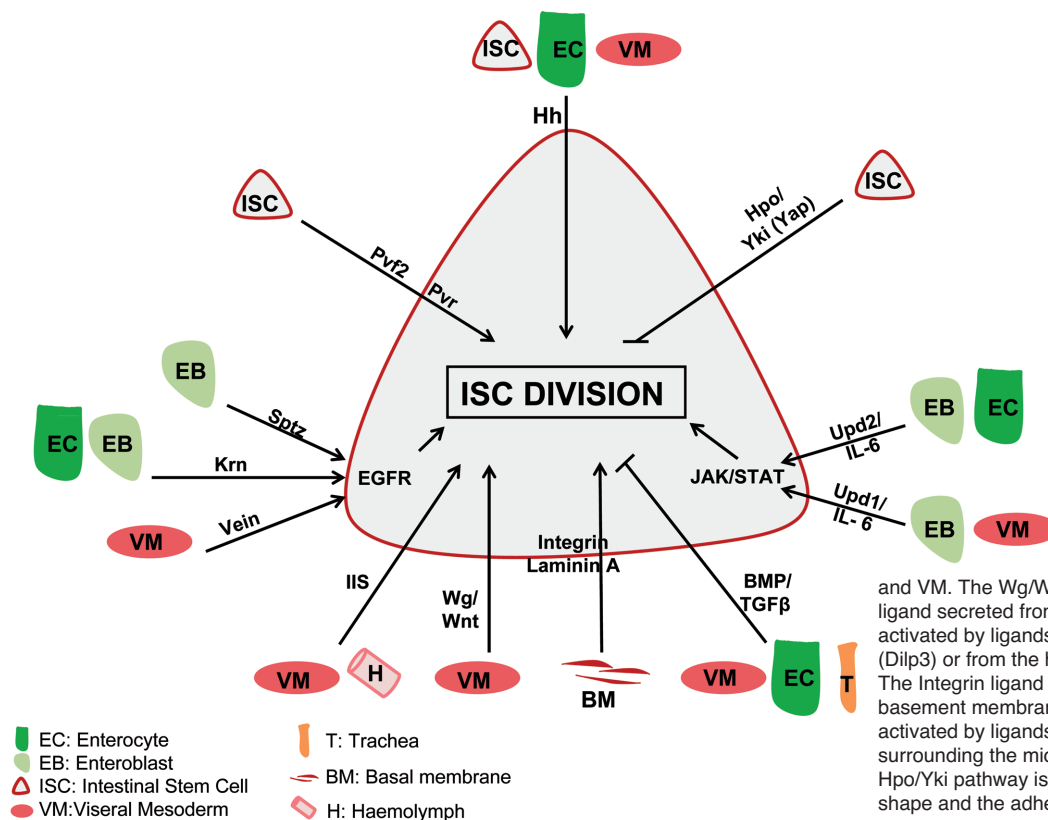 ISC
EC
VM
Hh
ISC
Pvf2
Pvr
Hpo/
Yki (Yap)
ISC
ISC DIVISION
EB
Sptz
EC
EB
Krn
EGFR
VM
Vein
EB
EC
Upd2/
IL-6
JAK/STAT
Upd1/
IL- 6
EB
VM
IIS
VM
H
Wg/
Wnt
VM
Integrin
Laminin A
BM
BMP/
TGFβ
VM
EC
T
and VM. The Wg/W
ligand secreted from
activated by ligands
(Dilp3) or from the h
The Integrin ligand
basement membran
activated by ligands
surrounding the mid
Hpo/Yki pathway is
shape and the adhe
EC: Enterocyte
EB: Enteroblast
ISC: Intestinal Stem Cell
VM:Viseral Mesoderm
T: Trachea
BM: Basal membrane
H: Haemolymph